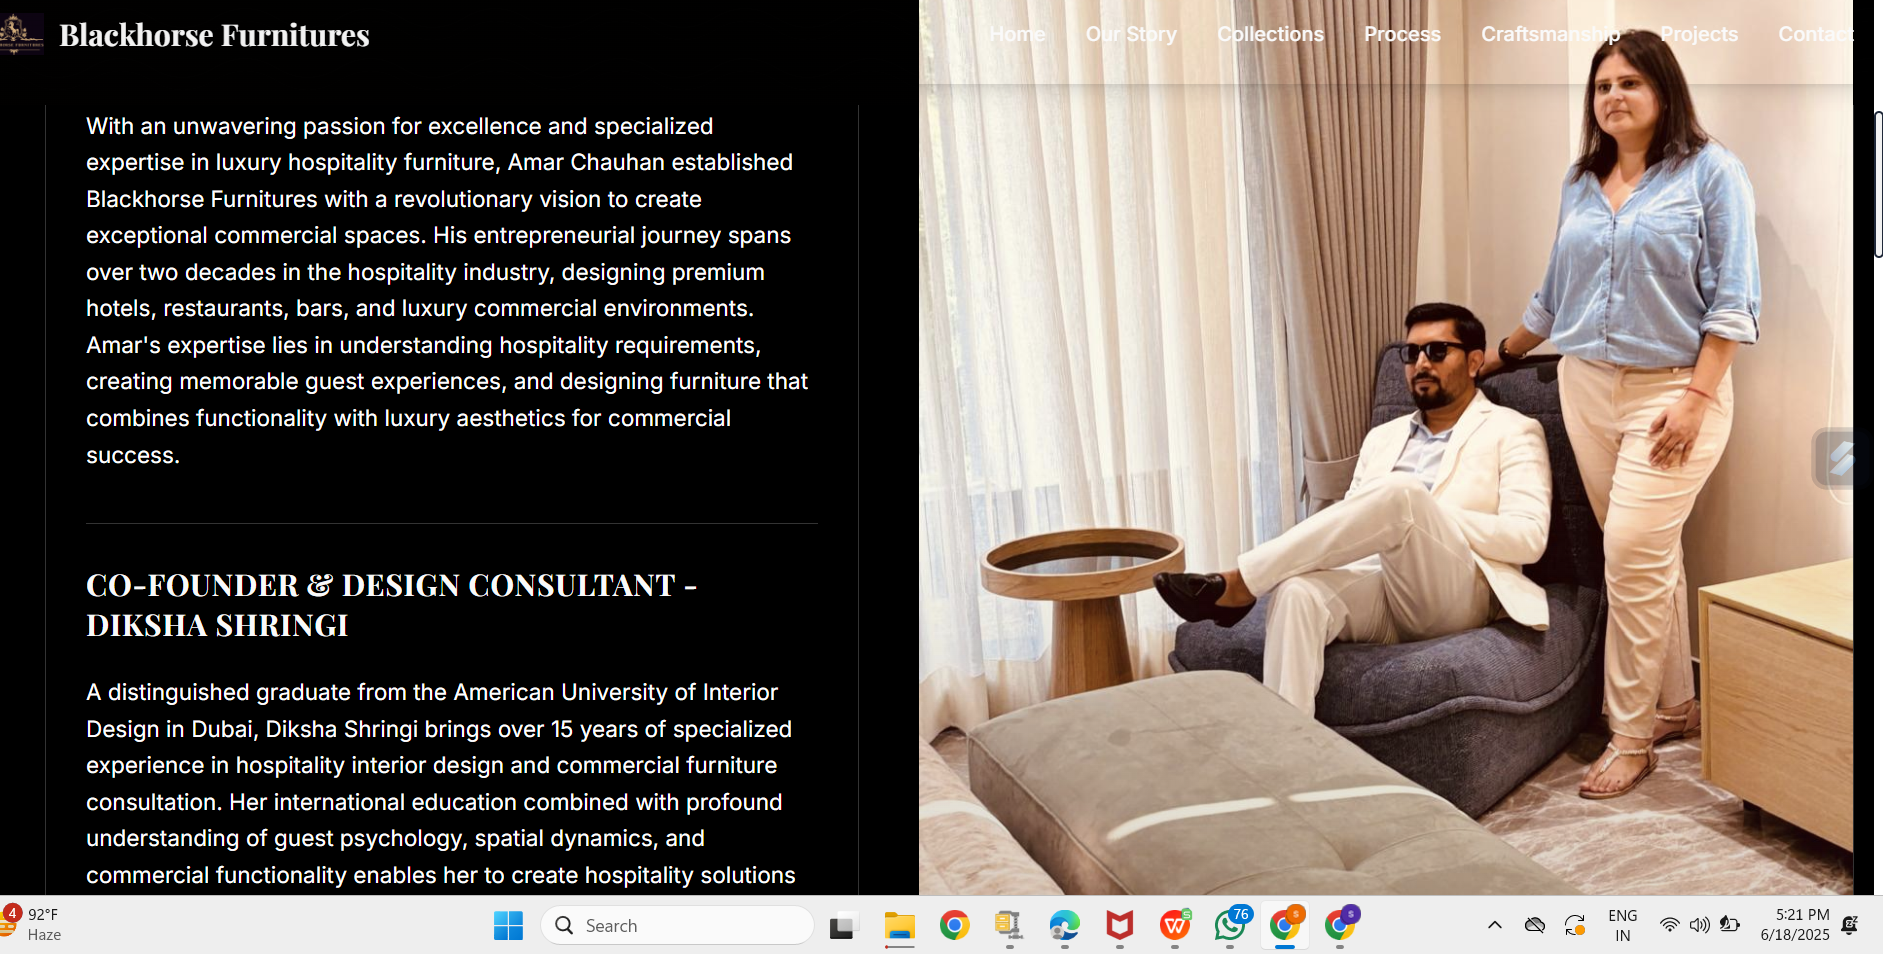 Blackhorse Furnitures
Home Our Story Collections Process Craftsmanship Projects Contact
With an unwavering passion for excellence and specialized
expertise in luxury hospitality furniture, Amar Chauhan established
Blackhorse Furnitures with a revolutionary vision to create
exceptional commercial spaces. His entrepreneurial journey spans
over two decades in the hospitality industry, designing premium
hotels, restaurants, bars, and luxury commercial environments.
Amar's expertise lies in understanding hospitality requirements,
creating memorable guest experiences, and designing furniture that
combines functionality with luxury aesthetics for commercial
success.
CO-FOUNDER & DESIGN CONSULTANT -
DIKSHA SHRINGI
A distinguished graduate from the American University of Interior
Design in Dubai, Diksha Shringi brings over 15 years of specialized
experience in hospitality interior design and commercial furniture
consultation. Her international education combined with profound
understanding of guest psychology, spatial dynamics, and
commercial functionality enables her to create hospitality solutions
4
92°F
Haze
Search
76
S
S
ENG
IN
5:21 PM
6/18/2025